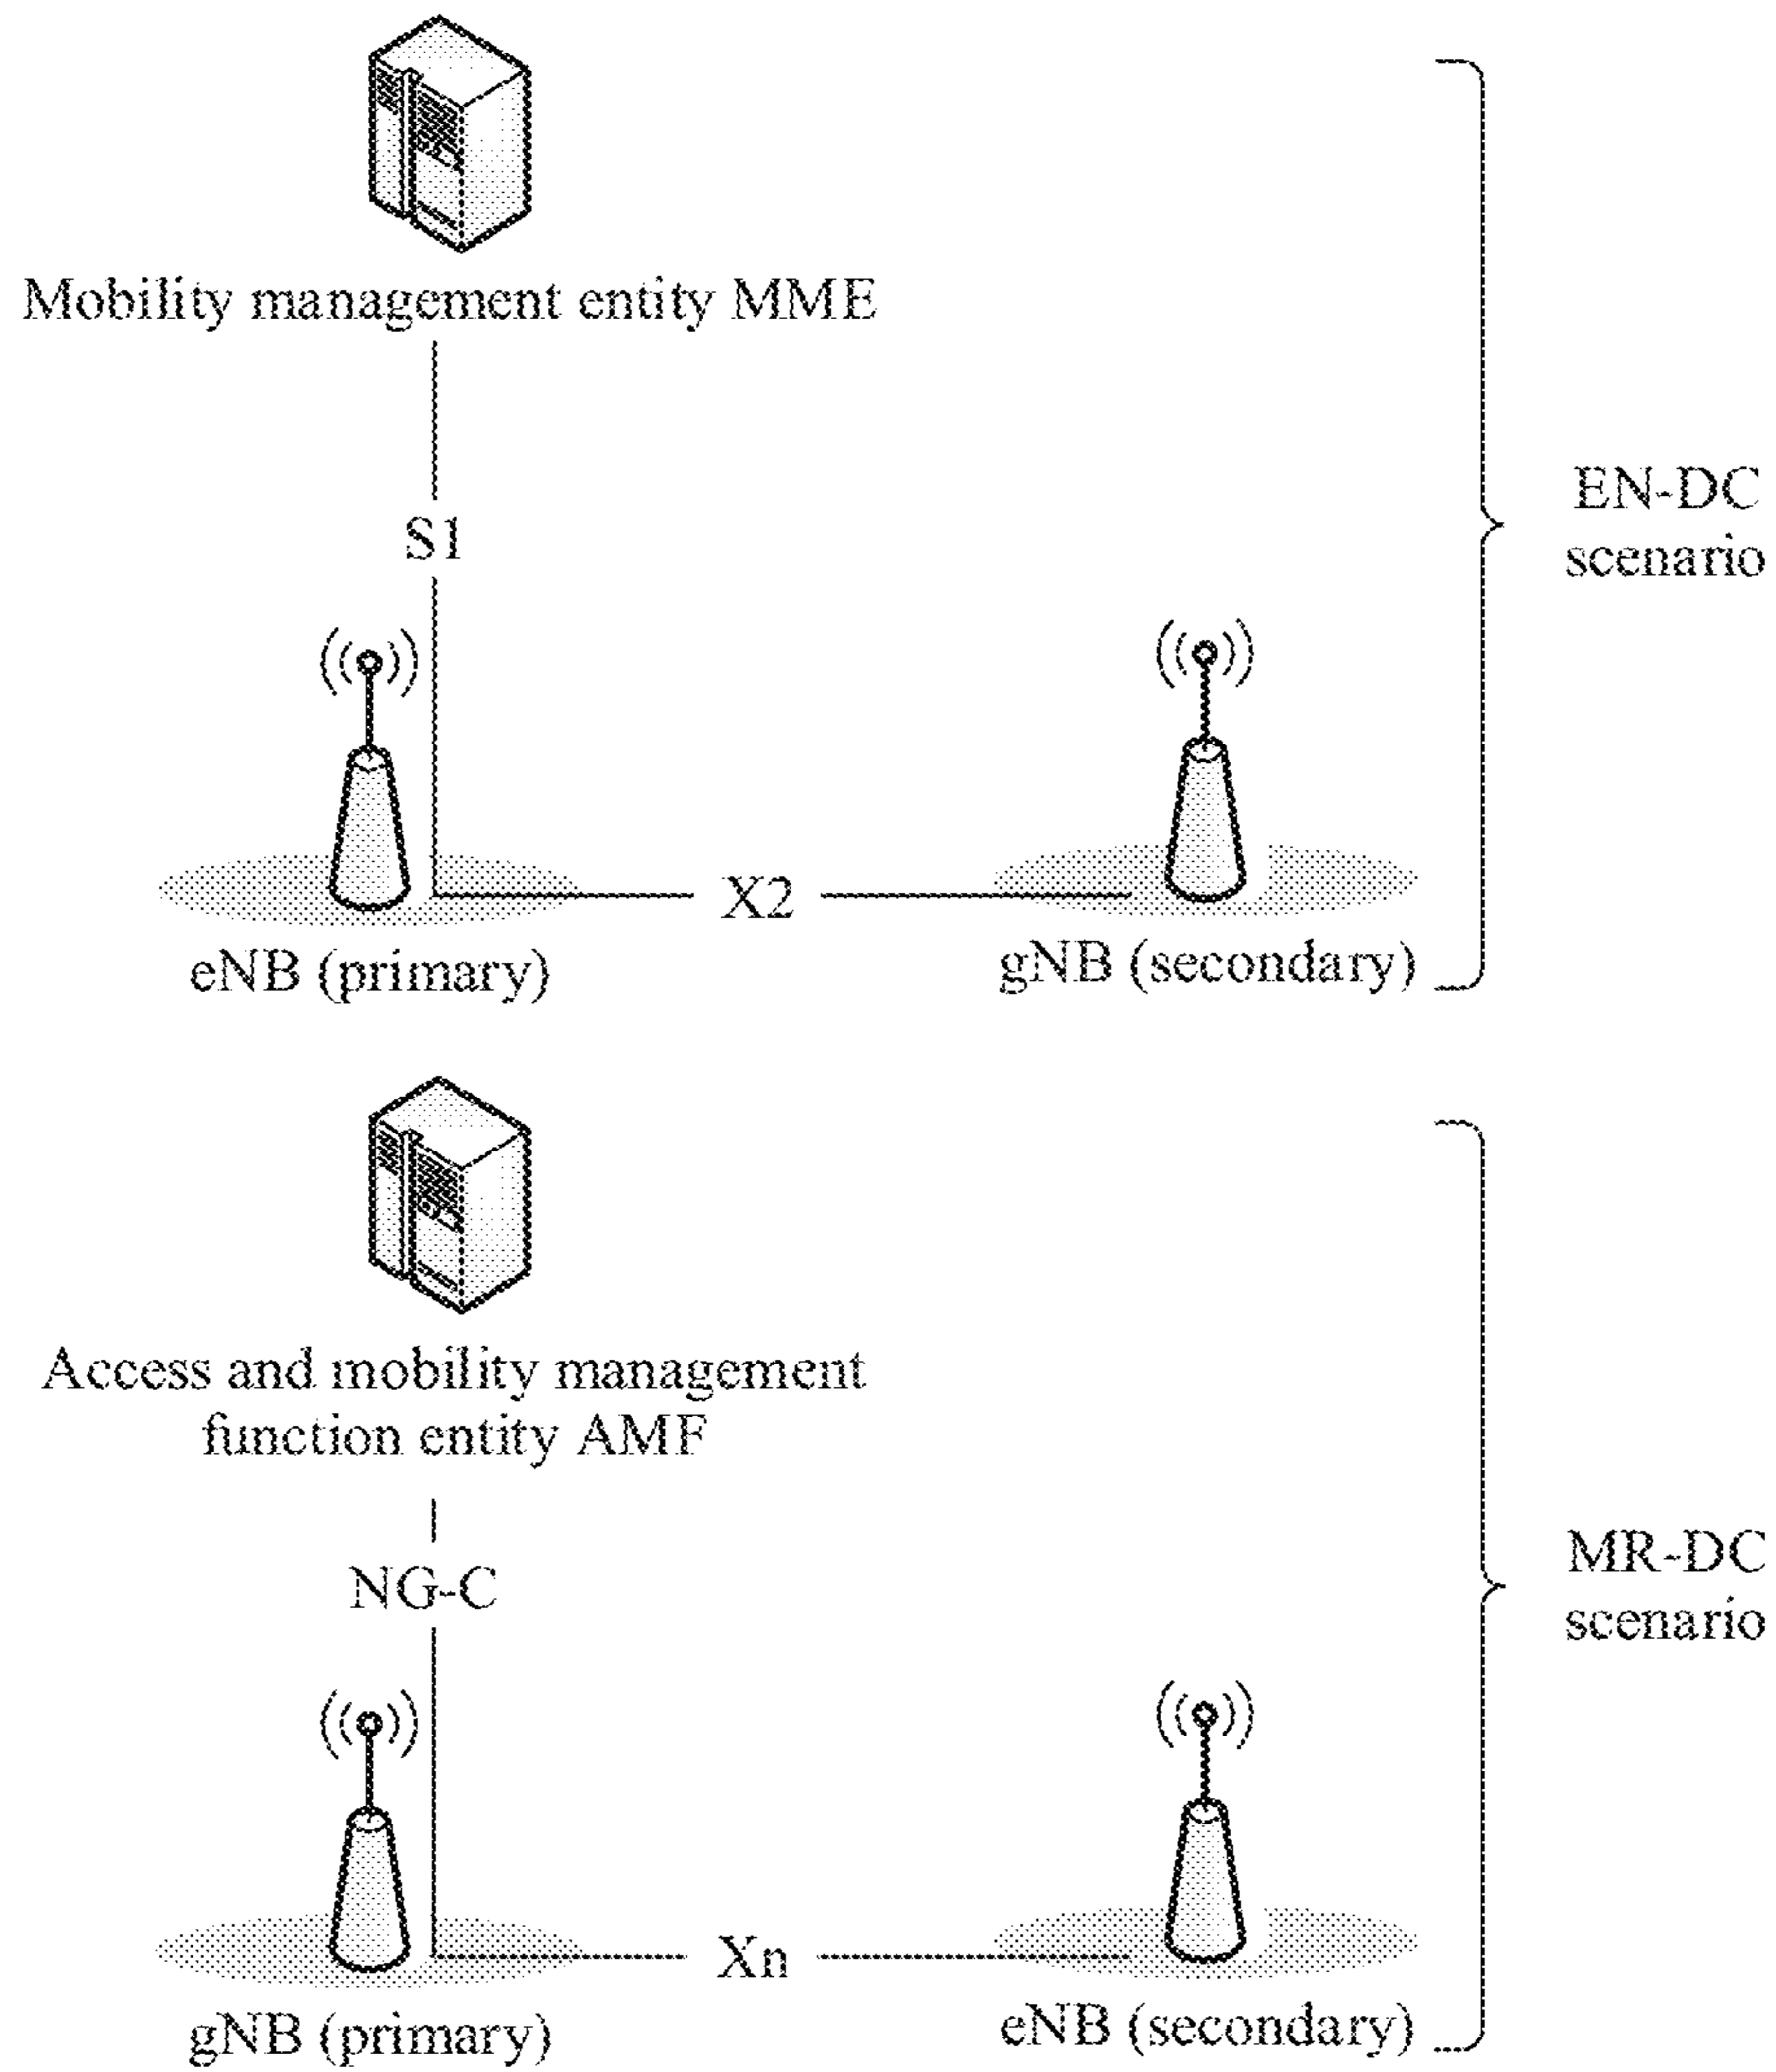 Mobility management entity MME
S1
EN-DC
scenario
X2
eNB (primary)
gNB (secondary)
Access and mobility management
function entity AMF
NG-C
MR-DC
scenario
Xn
gNB (primary)
eNB (secondary)